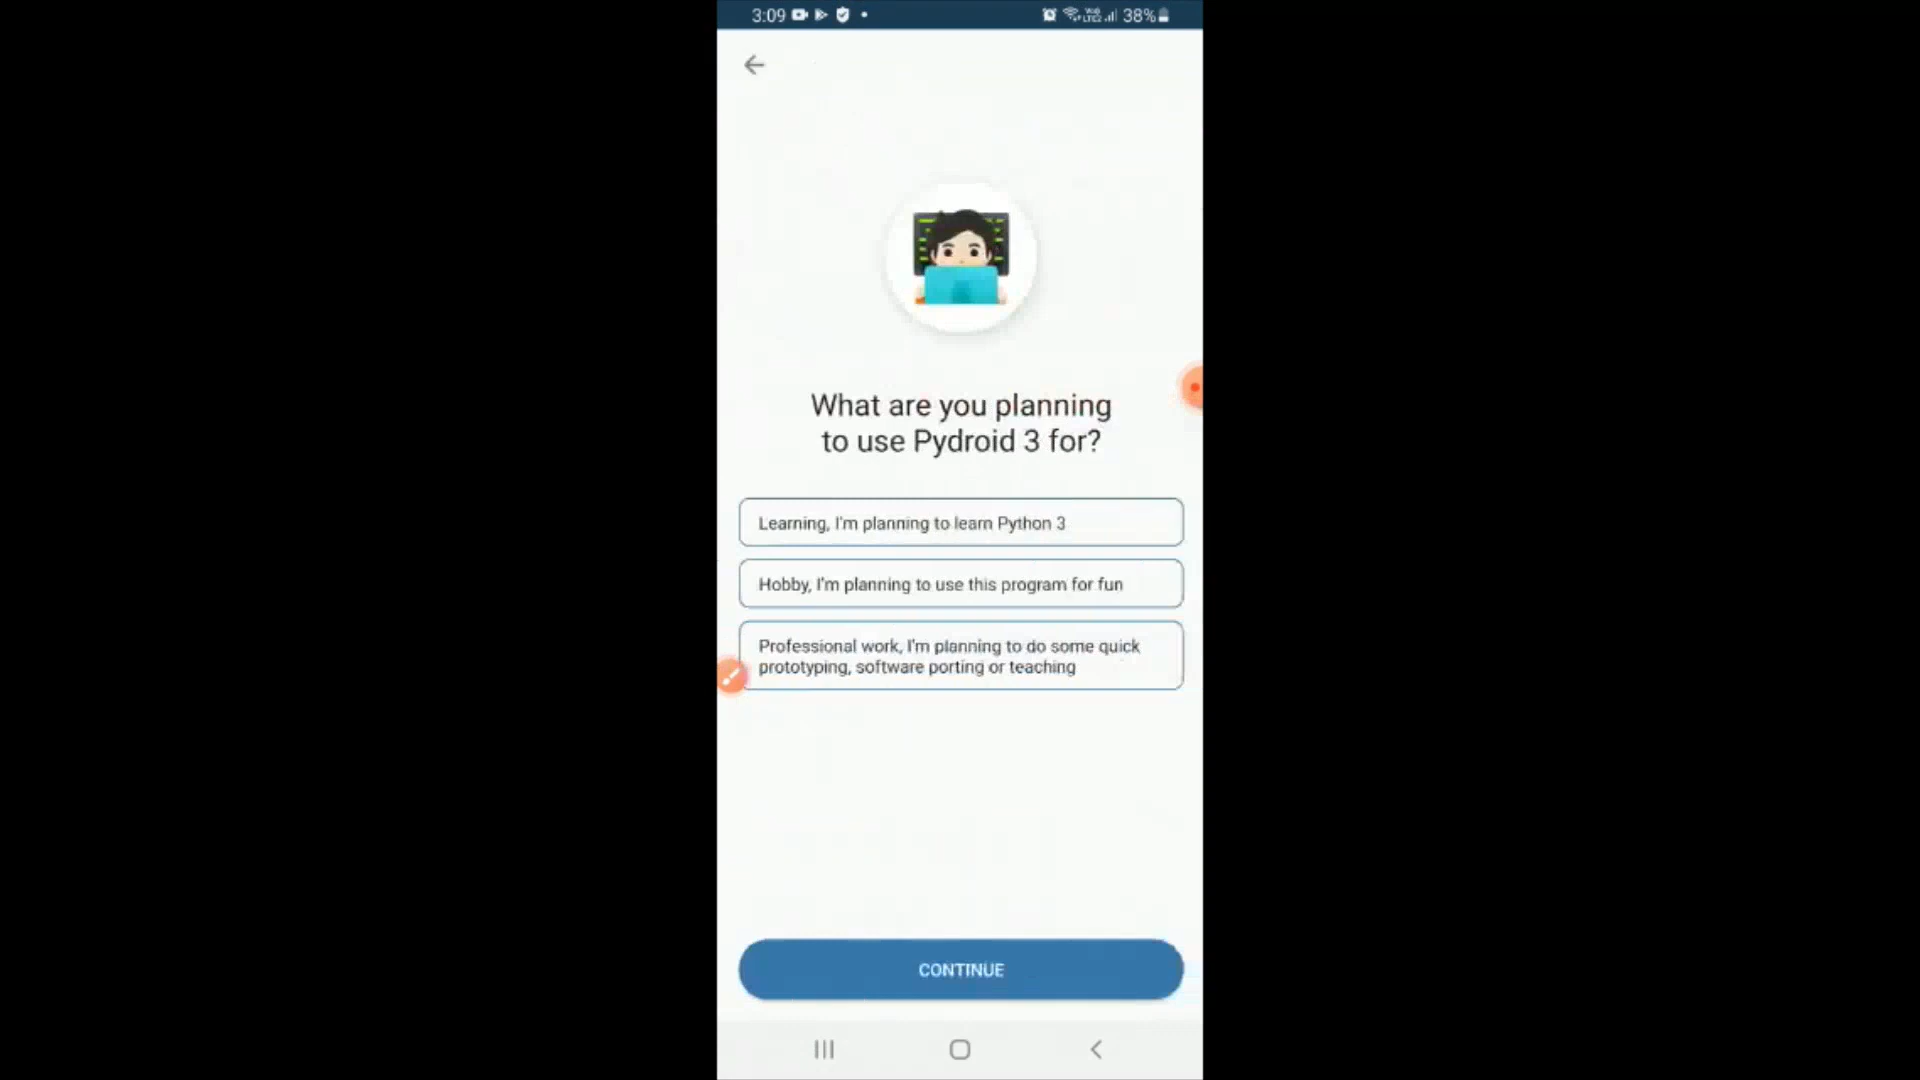 3:09
38%
What are you planning
to use Pydroid 3 for?
Learning, I'm planning to learn Python 3
Hobby, I'm planning to use this program for fun
Professional work, I'm planning to do some quick
prototyping, software porting or teaching
CONTINUE